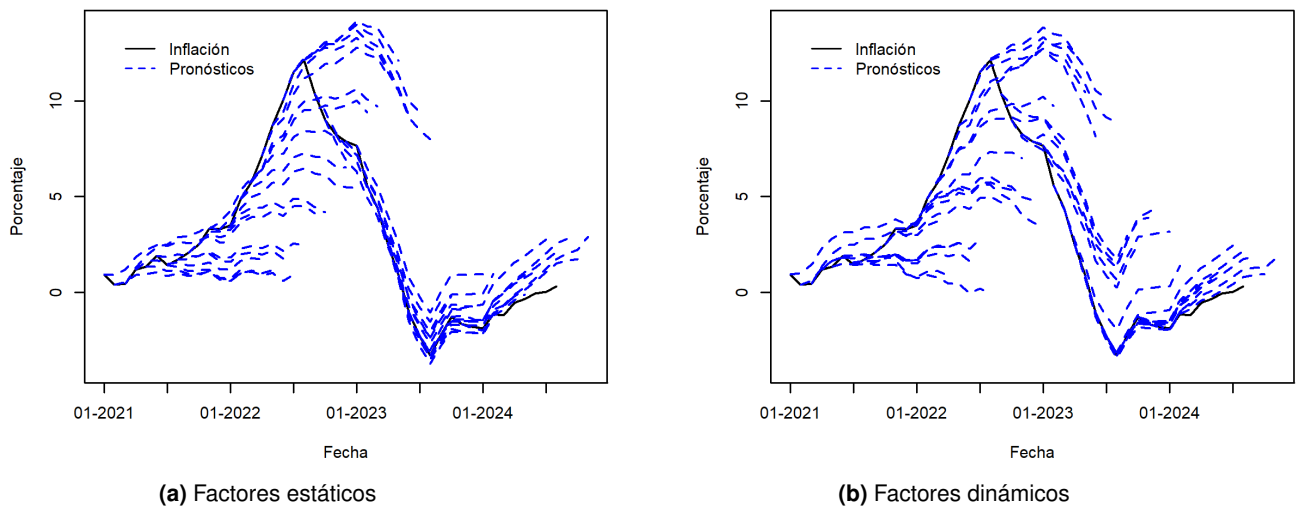 Inflación
Pronósticos
Porcentaje
10
5
0
01-2021 01-2022 01-2023 01-2024
Fecha
(a) Factores estáticos
Inflación
Pronósticos
Porcentaje
10
5
0
01-2021 01-2022 01-2023 01-2024
Fecha
(b) Factores dinámicos